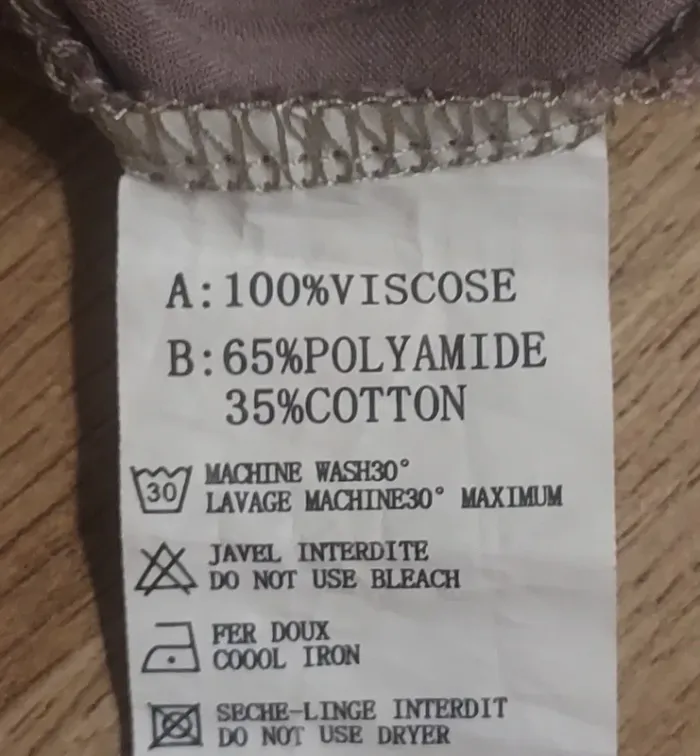 A:100%VISCOSE
B:65%POLYAMIDE
35%COTTON
30
MACHINE WASH30°
LAVAGE MACHINE30° MAXIMUM
JAVEL INTERDITE
DO NOT USE BLEACH
FER DOUX
COOOL IRON
SECHE-LINGE INTERDIT
DO NOT USE DRYER